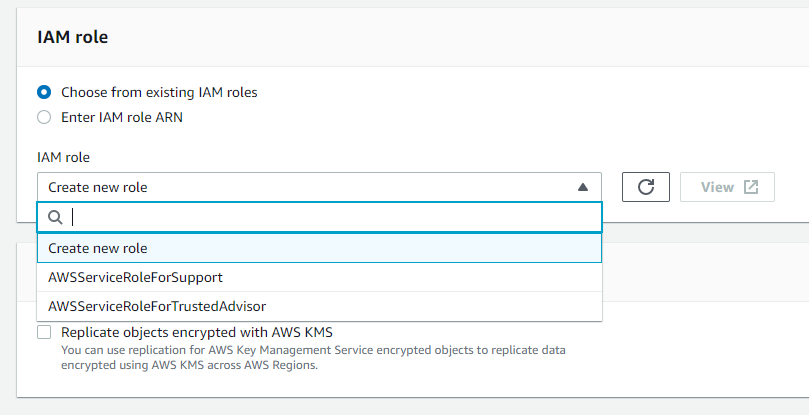 IAM role
Choose from existing IAM roles
Enter IAM role ARN
IAM role
Create new role
View
Create new role
AWSServiceRoleForSupport
AWSServiceRoleForTrustedAdvisor
Replicate objects encrypted with AWS KMS
You can use replication for AWS Key Management Service encrypted objects to replicate data
encrypted using AWS KMS across AWS Regions.